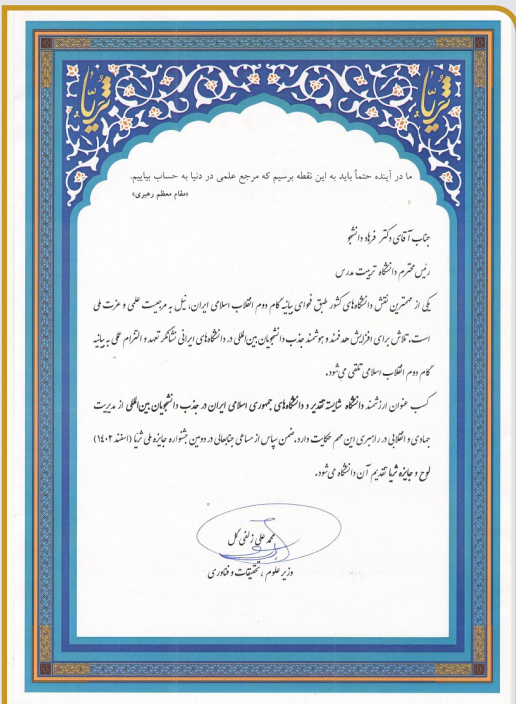 ثریا
ثریا
ما در آینده حتماً باید به این نقطه برسیم که مرجع علمی در دنیا به حساب بیاییم.
«مقام معظم رهبری»
جناب آقای دکتر فرهاد دانشجو
رئیس محترم دانشگاه تربیت مدرس
یکی از مهمترین نقش دانشگاه‌های کشور طبق فحوای بیانیه گام دوم انقلاب اسلامی ایران، نیل به مرجعیت علمی و عزت ملی
است، تلاش برای افزایش هدفمند و هوشمند جذب دانشجویان بین‌المللی در دانشگاه‌های ایرانی نشانگر تعهد و التزام عملی به بیانیه
گام دوم انقلاب اسلامی تلقی می‌شود.
کسب عنوان ارزشمند دانشگاه شایسته تقدیر و دانشگاه‌های جمهوری اسلامی ایران در جذب دانشجویان بین‌المللی از مدیریت
جهادی و انقلابی در راهبری این مهم حکایت دارد. ضمن سپاس از مساعی جنابعالی در دومین جشنواره جایزه ملی ثریا (اسفند ۱۴۰۲)
لوح و جایزه ثریا تقدیم آن دانشگاه می‌شود.
محمد علی زلفی گل
وزیر علوم، تحقیقات و فناوری